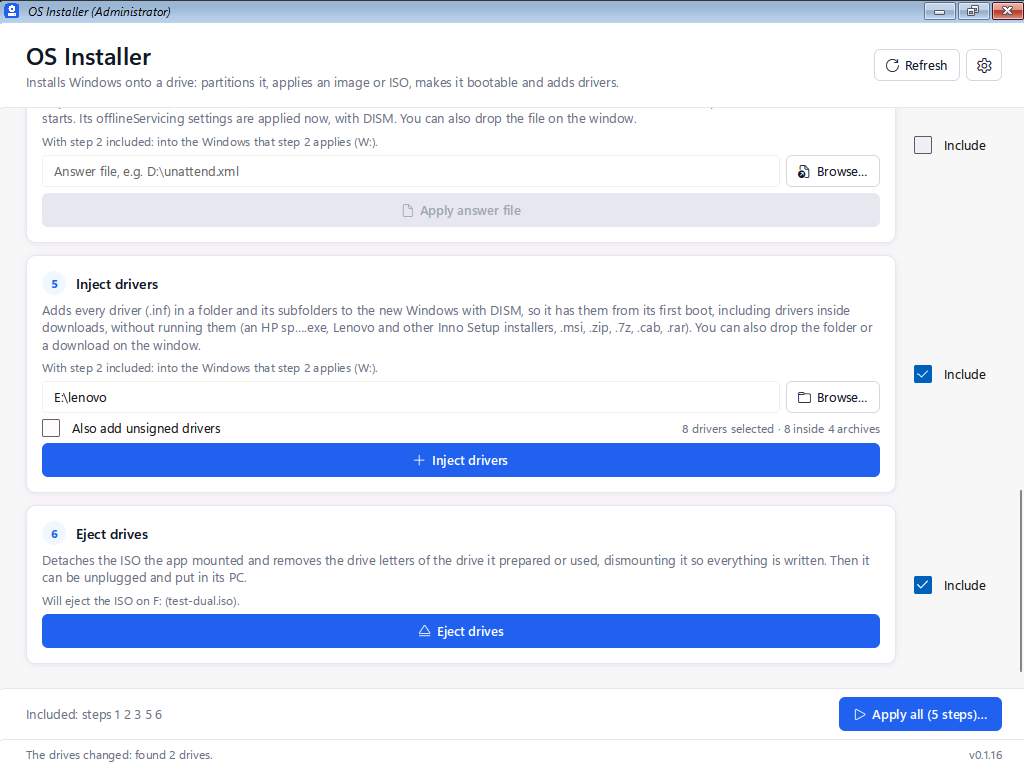 OS Installer (Administrator)
OS Installer
Installs Windows onto a drive: partitions it, applies an image or ISO, makes it bootable and adds drivers.
Refresh
starts. Its offlineServicing settings are applied now, with DISM. You can also drop the file on the window.
With step 2 included: into the Windows that step 2 applies (W:).
Include
Answer file, e.g. D:\unattend.xml
Browse...
Apply answer file
5
Inject drivers
Adds every driver (.inf) in a folder and its subfolders to the new Windows with DISM, so it has them from its first boot, including drivers inside
downloads, without running them (an HP sp....exe, Lenovo and other Inno Setup installers, .msi, .zip, .7z, .cab, .rar). You can also drop the folder or
a download on the window.
With step 2 included: into the Windows that step 2 applies (W:).
Include
E:\lenovo
Browse...
Also add unsigned drivers
8 drivers selected · 8 inside 4 archives
Inject drivers
6
Eject drives
Detaches the ISO the app mounted and removes the drive letters of the drive it prepared or used, dismounting it so everything is written. Then it
can be unplugged and put in its PC.
Include
Will eject the ISO on F: (test-dual.iso).
Eject drives
Included: steps 1 2 3 5 6
Apply all (5 steps)...
The drives changed: found 2 drives.
v0.1.16